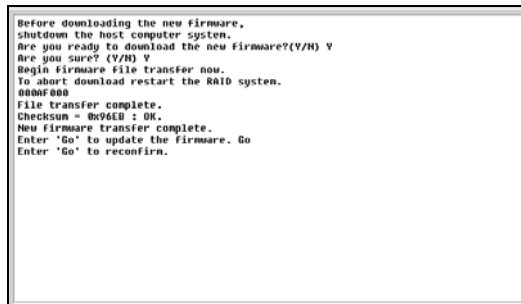 Before downloading the new firmware,
shutdown the host computer system.
Are you ready to download the new firmware?(Y/N) Y
Are you sure? (Y/N) Y
Begin firmware file transfer now.
To abort download restart the RAID system.
000AF000
File transfer complete.
Checksum = 0x96EB : OK.
New firmware transfer complete.
Enter 'Go' to update the firmware. Go
Enter 'Go' to reconfirm.